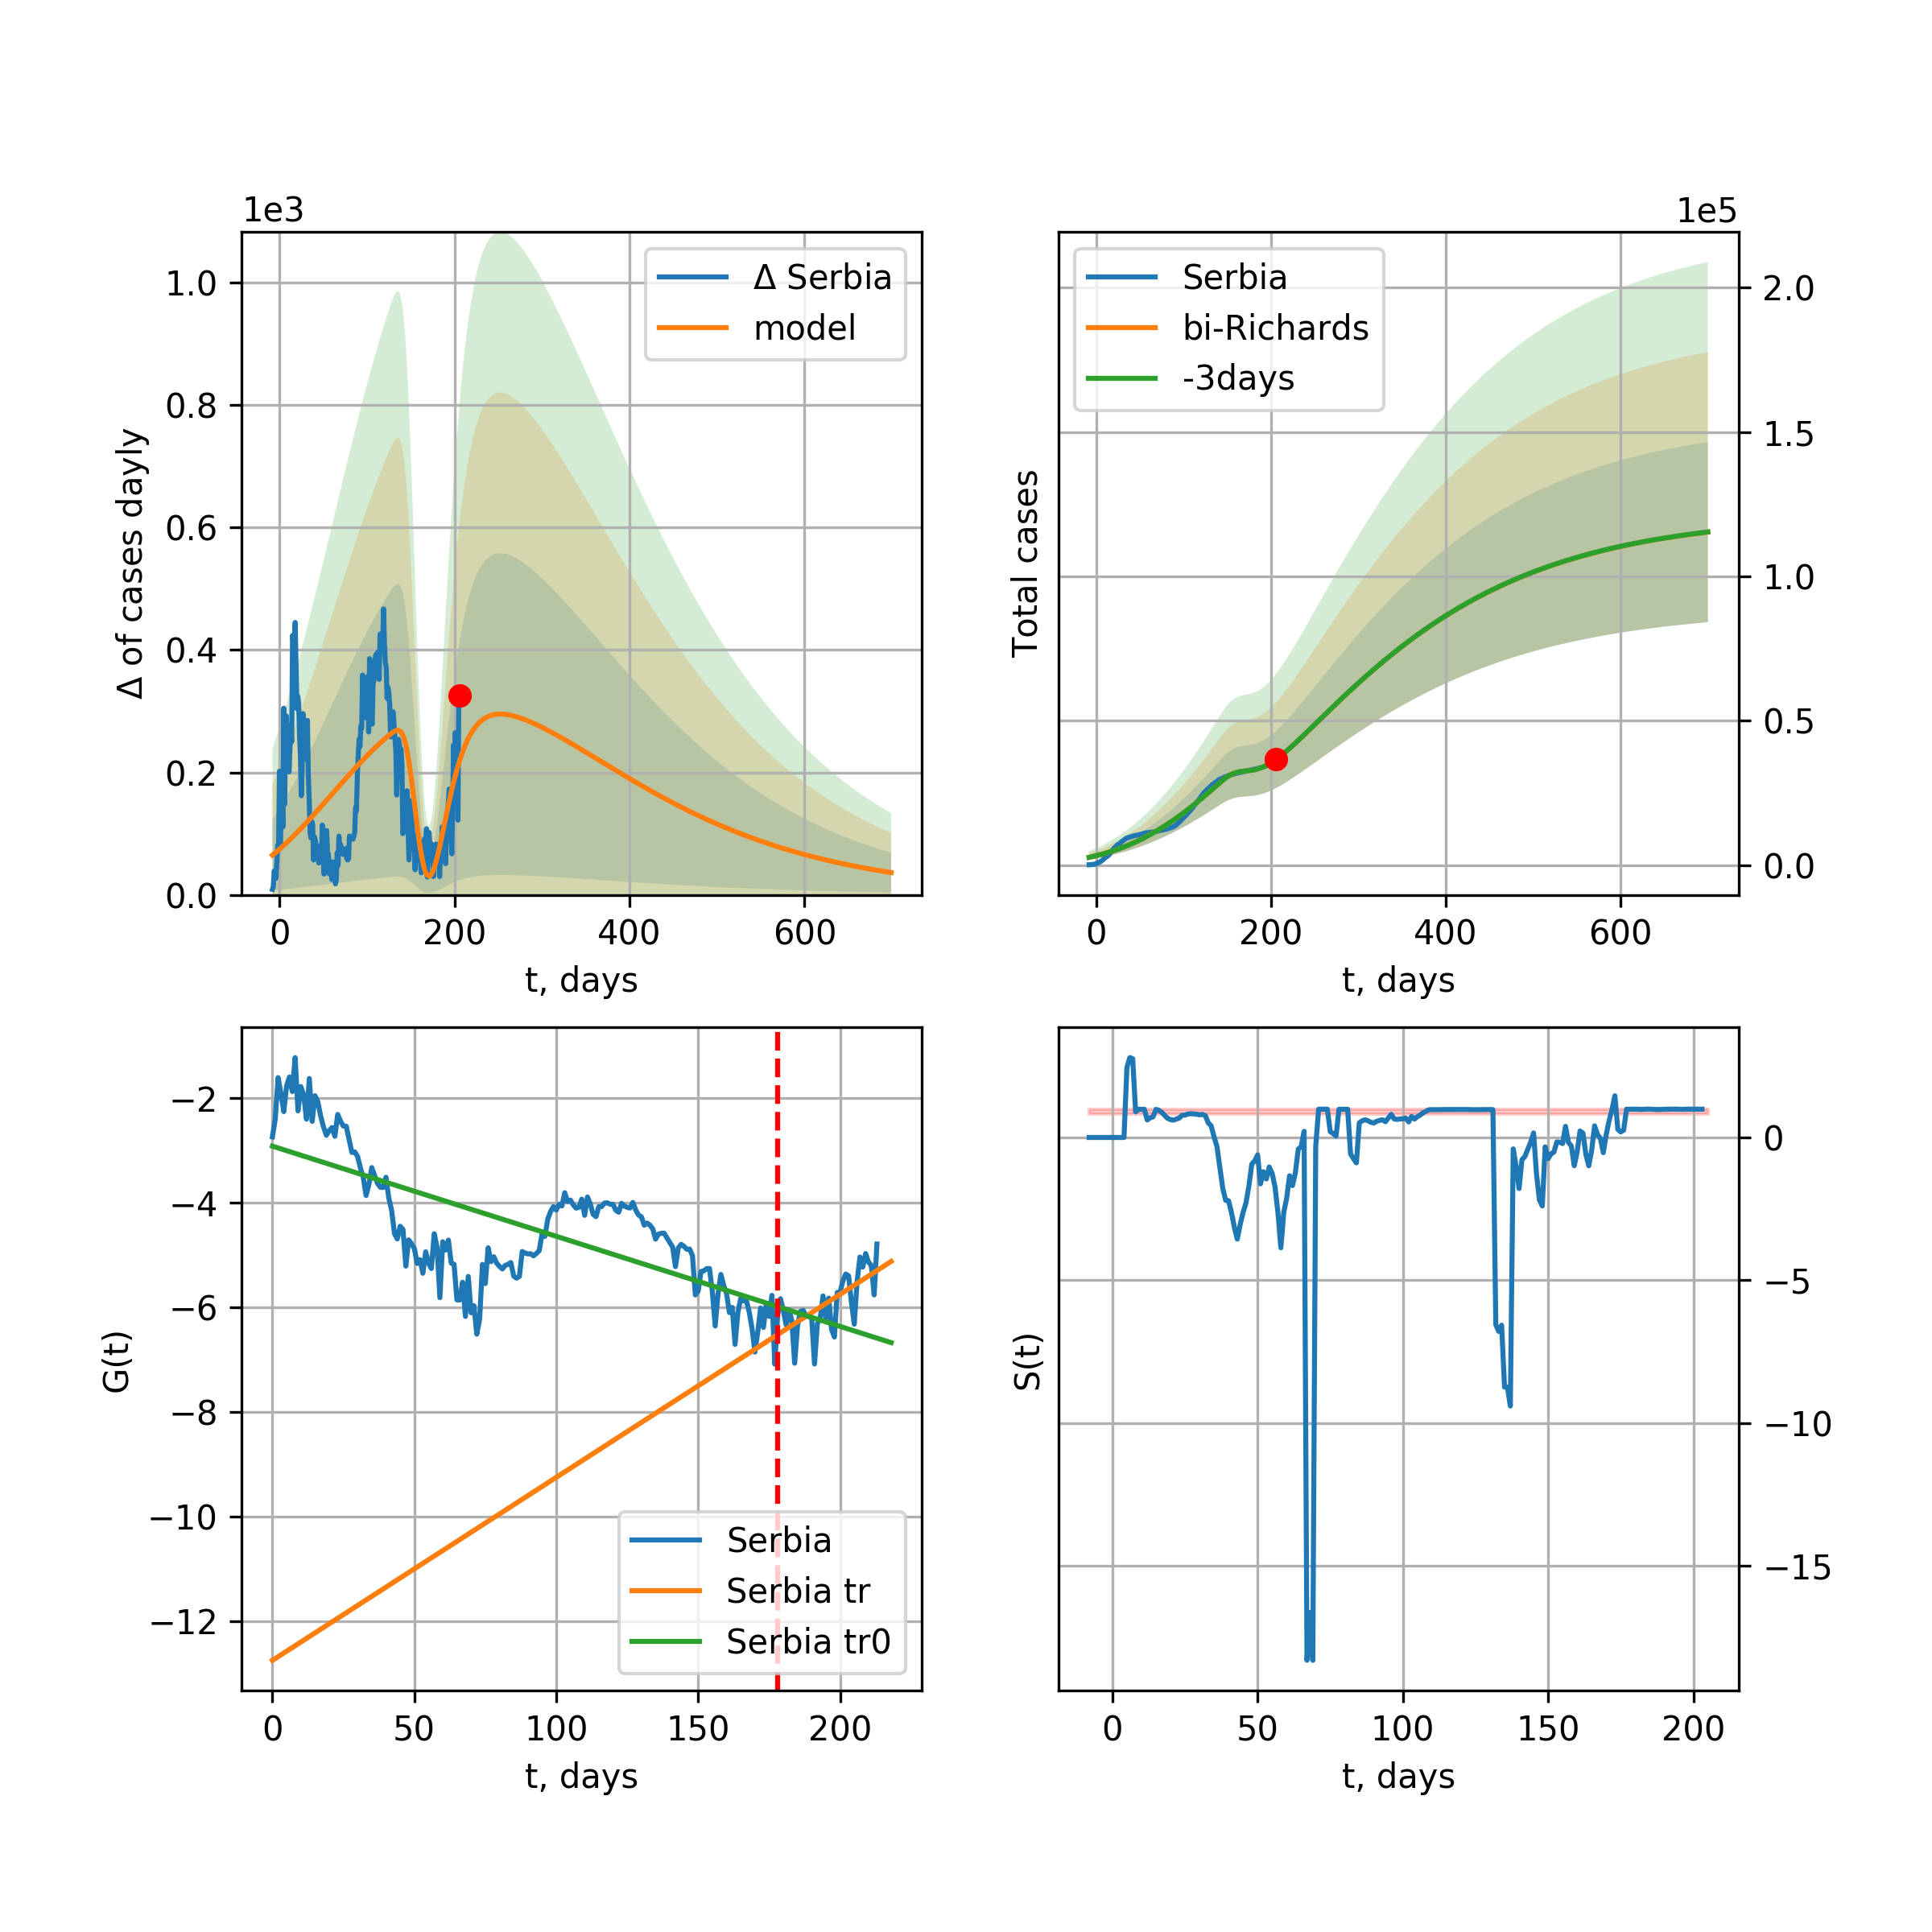 1e3
Δ of cases dayly
1.0
0.8
0.6
0.4
0.2
0.0
0 200 400 600
t, days
Δ Serbia
model
1e5
Total cases
2.0
1.5
1.0
0.5
0.0
0 200 400 600
t, days
Serbia
bi-Richards
-3days
G(t)
−2
−4
−6
−8
−10
−12
0 50 100 150 200
t, days
Serbia
Serbia tr
Serbia tr0
S(t)
0
−5
−10
−15
0 50 100 150 200
t, days